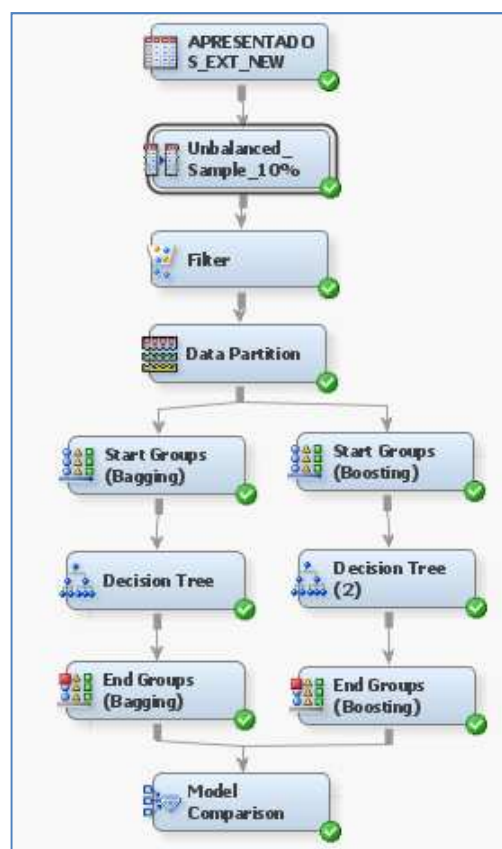 APRESENTADO
S_EXT_NEW
Unbalanced_
Sample_10%
Filter
Data Partition
Start Groups
(Bagging)
Start Groups
(Boosting)
Decision Tree
Decision Tree
(2)
End Groups
(Bagging)
End Groups
(Boosting)
Model
Comparison